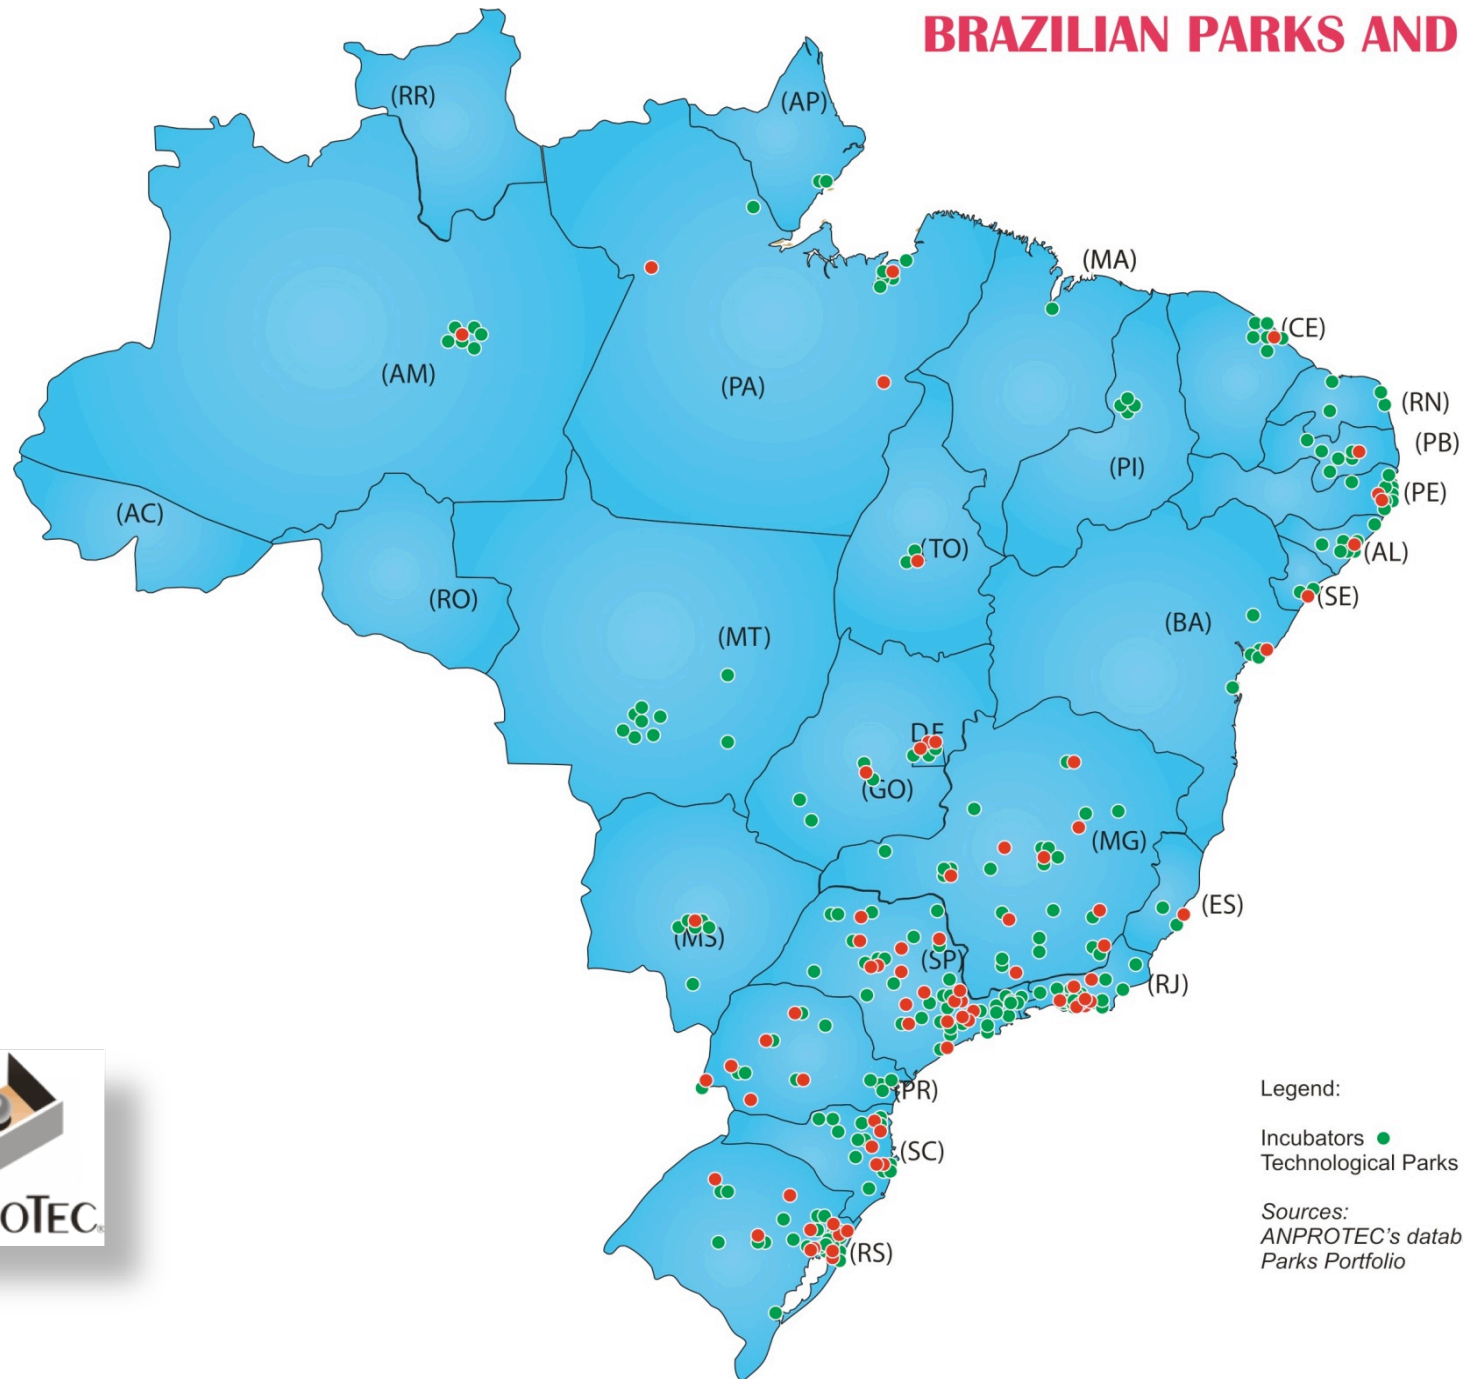 BRAZILIAN PARKS AND
(RR)
(AP)
(MA)
(CE)
(AM)
(PA)
(RN)
(PB)
(PI)
(PE)
(AC)
(TO)
(AL)
(RO)
(SE)
(MT)
(BA)
DF
(GO)
(MG)
(ES)
(MS)
(SP)
(RJ)
(PR)
(SC)
(RS)
Legend:
Incubators
Technological Parks
Sources:
ANPROTEC's datab
Parks Portfolio
OTEC